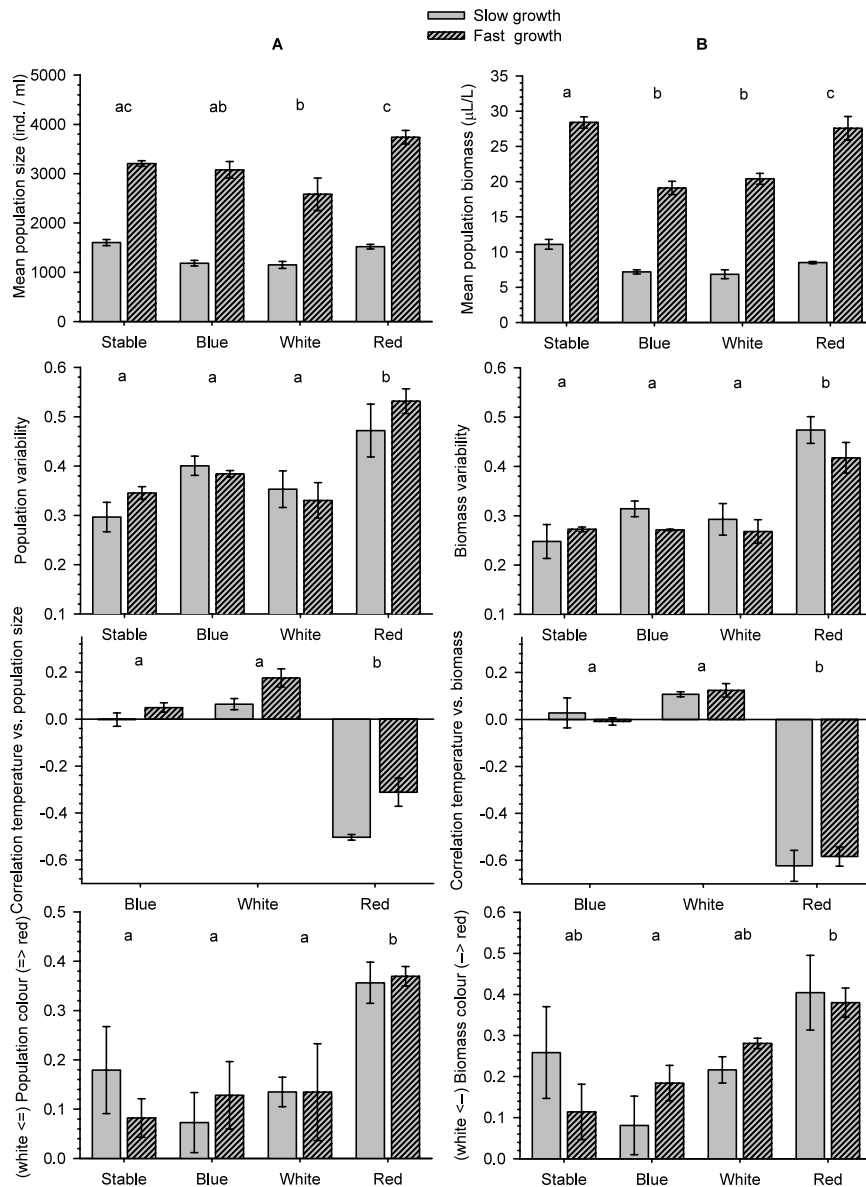 Slow growth
Fast growth
A
B
Mean population size (ind. / ml)
5000
4000
3000
2000
1000
0
ac ab b c
Stable Blue White Red
Mean population biomass (µL/L)
35
30
25
20
15
10
5
0
a b b c
Stable Blue White Red
Population variability
0.6
0.5
0.4
0.3
0.2
0.1
a a a b
Stable Blue White Red
Biomass variability
0.6
0.5
0.4
0.3
0.2
0.1
a a a b
Stable Blue White Red
Correlation temperature vs. population size
0.2
0.0
-0.2
-0.4
-0.6
a a b
Blue White Red
Correlation temperature vs. biomass
0.2
0.0
-0.2
-0.4
-0.6
a a b
Blue White Red
(white <=) Population colour (=> red)
0.5
0.4
0.3
0.2
0.1
0.0
a a a b
Stable Blue White Red
(white <–) Biomass colour (–> red)
0.6
0.5
0.4
0.3
0.2
0.1
0.0
ab a ab b
Stable Blue White Red